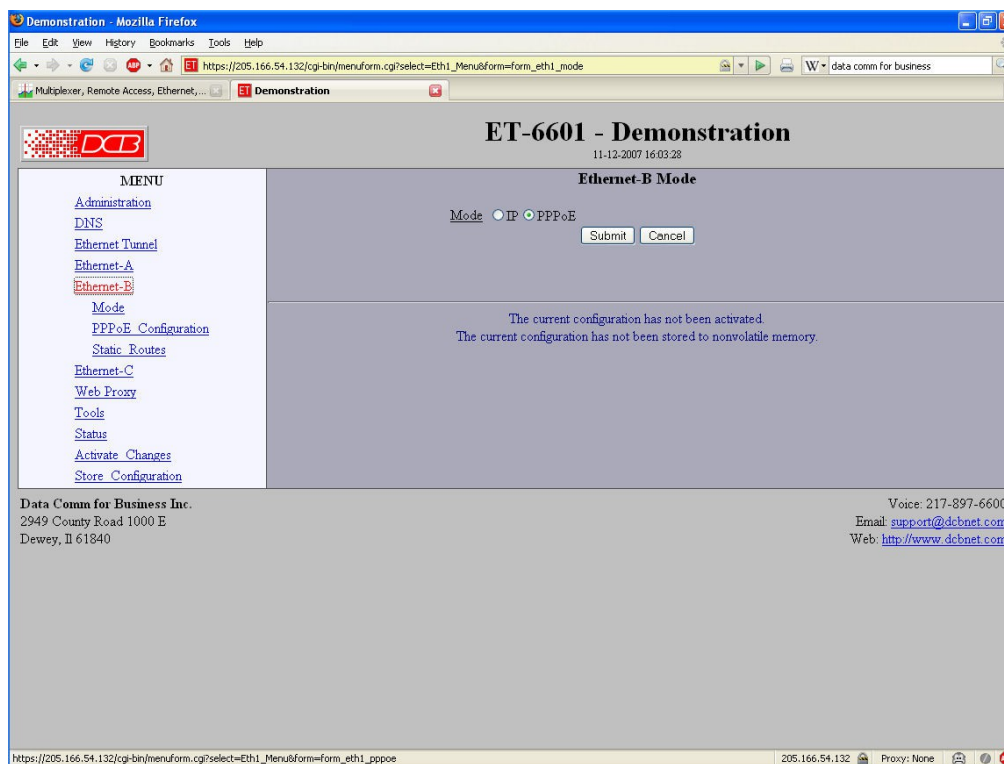 Demonstration - Mozilla Firefox
File Edit View History Bookmarks Tools Help
ABP ET https://205.166.54.132/cgi-bin/menuform.cgi?select=Eth1_Menu&form=form_eth1_mode W data comm for business
Multiplexer, Remote Access, Ethernet,... ET Demonstration
DCB
ET-6601 - Demonstration
11-12-2007 16:03:28
MENU
Administration
DNS
Ethernet Tunnel
Ethernet-A
Ethernet-B
Mode
PPPoE Configuration
Static Routes
Ethernet-C
Web Proxy
Tools
Status
Activate Changes
Store Configuration
Ethernet-B Mode
Mode IP PPPoE
Submit Cancel
The current configuration has not been activated.
The current configuration has not been stored to nonvolatile memory.
Data Comm for Business Inc.
2949 County Road 1000 E
Dewey, Il 61840
Voice: 217-897-6600
Email: support@dcbnet.com
Web: http://www.dcbnet.com
https://205.166.54.132/cgi-bin/menuform.cgi?select=Eth1_Menu&form=form_eth1_pppoe 205.166.54.132 Proxy: None